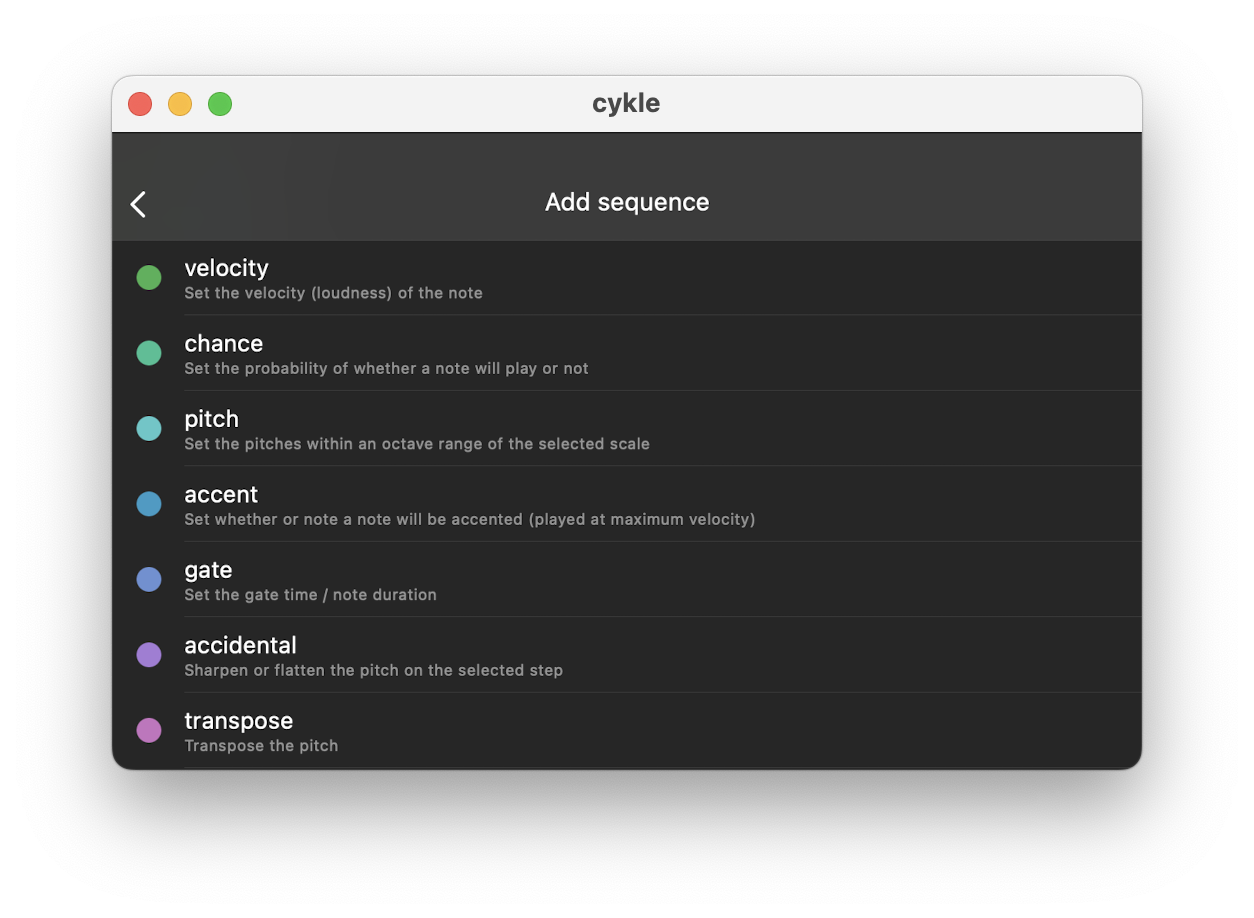 cykle
Add sequence
velocity
Set the velocity (loudness) of the note
chance
Set the probability of whether a note will play or not
pitch
Set the pitches within an octave range of the selected scale
accent
Set whether or note a note will be accented (played at maximum velocity)
gate
Set the gate time / note duration
accidental
Sharpen or flatten the pitch on the selected step
transpose
Transpose the pitch